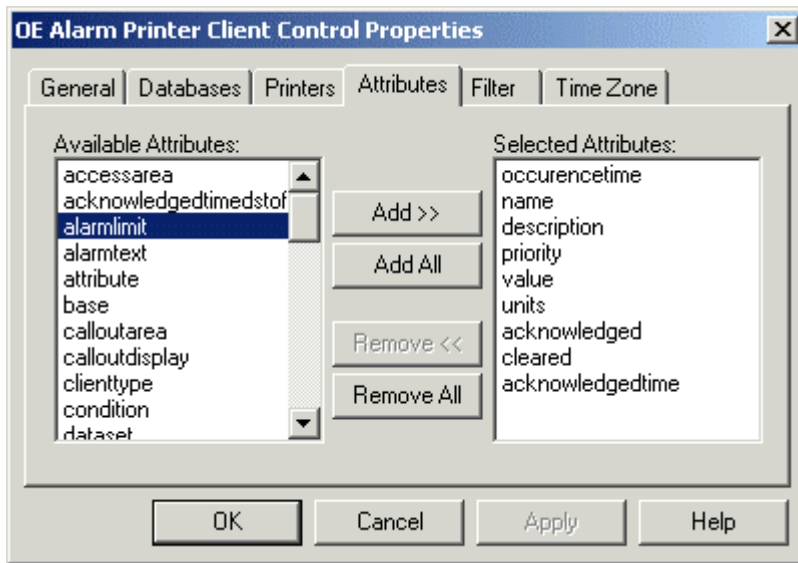 OE Alarm Printer Client Control Properties
General Databases Printers Attributes Filter Time Zone
Available Attributes:
accessarea
acknowledgedtimedstof
alarmlimit
alarmtext
attribute
base
calloutarea
calloutdisplay
clienttype
condition
dataset
Add >>
Add All
Remove <<
Remove All
Selected Attributes:
occurencetime
name
description
priority
value
units
acknowledged
cleared
acknowledgedtime
OK Cancel Apply Help